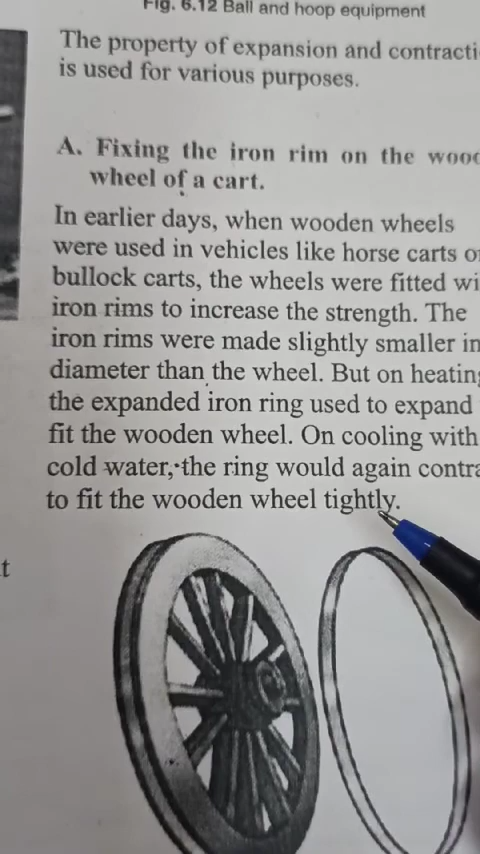 Fig. 6.12 Ball and hoop equipment
The property of expansion and contracti
is used for various purposes.
A. Fixing the iron rim on the wood
wheel of a cart.
In earlier days, when wooden wheels
were used in vehicles like horse carts o
bullock carts, the wheels were fitted wi
iron rims to increase the strength. The
iron rims were made slightly smaller in
diameter than the wheel. But on heating
the expanded iron ring used to expand
fit the wooden wheel. On cooling with
cold water, the ring would again contra
to fit the wooden wheel tightly.
t